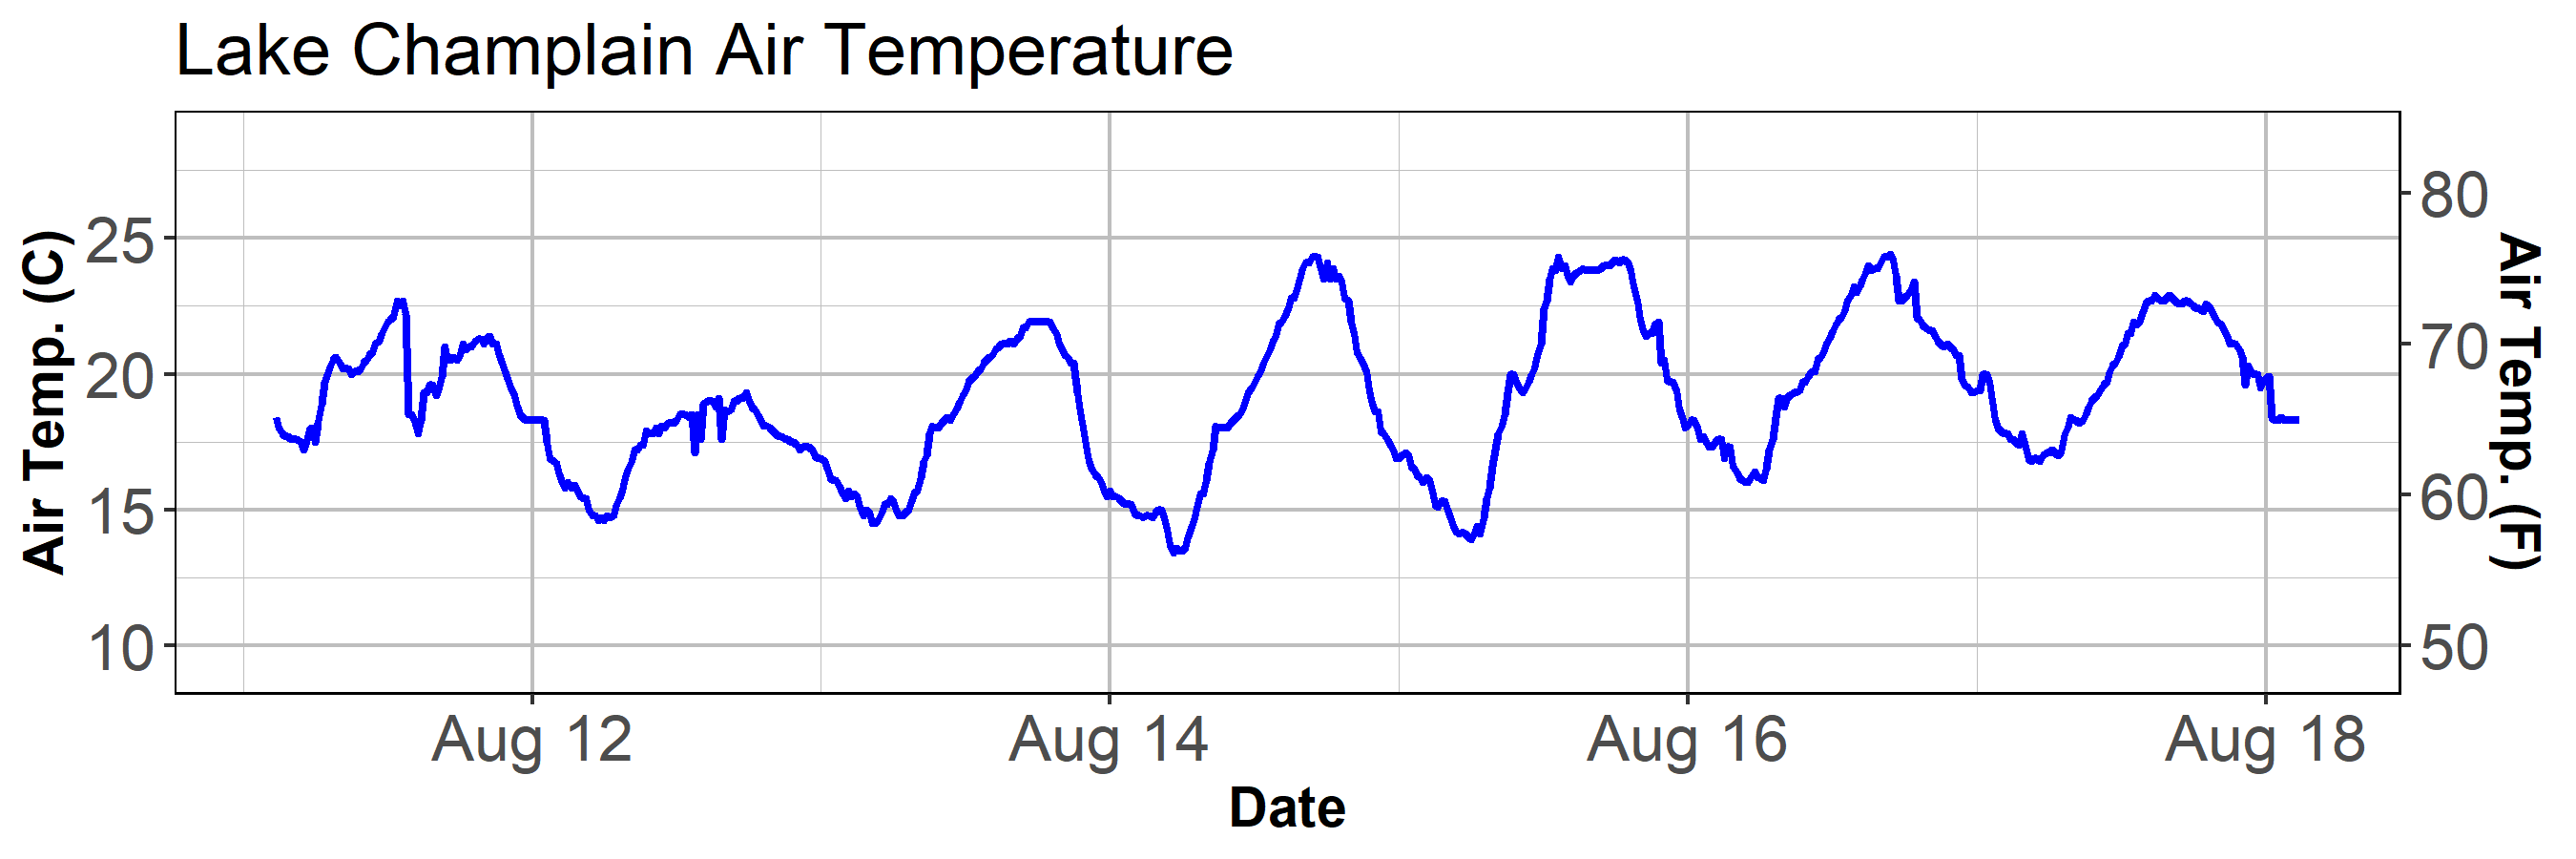 Lake Champlain Air Temperature
Air Temp. (C)
25
20
15
10
80
70
60
50
Air Temp. (F)
Aug 12
Aug 14
Aug 16
Aug 18
Date